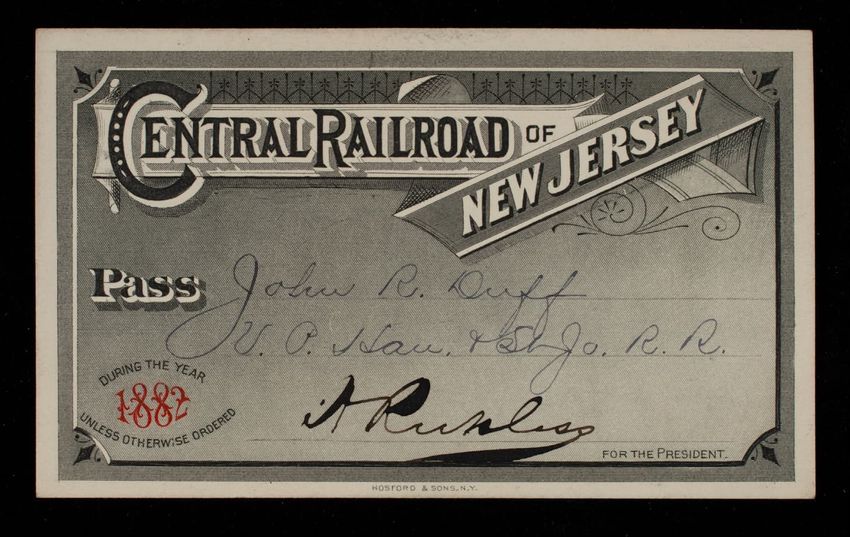 CENTRAL RAILROAD OF
NEW JERSEY
Pass John R. Duff
V. P. Han. & St. Jo. R. R.
DURING THE YEAR
1882
UNLESS OTHERWISE ORDERED
FOR THE PRESIDENT.
HOSFORD & SONS, N.Y.